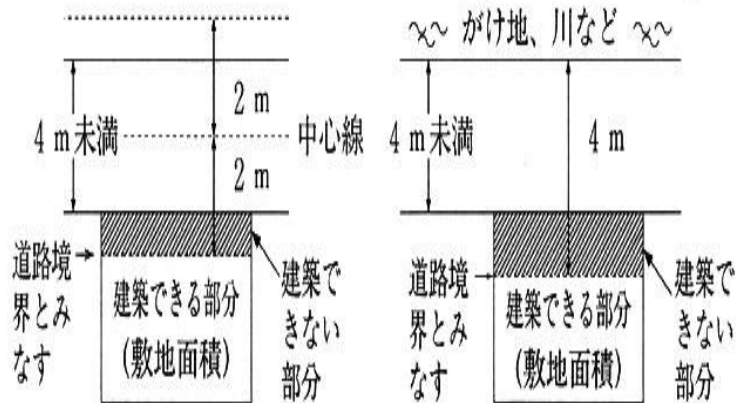 2 m
4 m未満
中心線
2 m
道路境
界とみ
なす
建築できる部分
(敷地面積)
建築で
きない
部分
がけ地、川など
4 m未満
4 m
道路境
界とみ
なす
建築できる部分
(敷地面積)
建築で
きない
部分